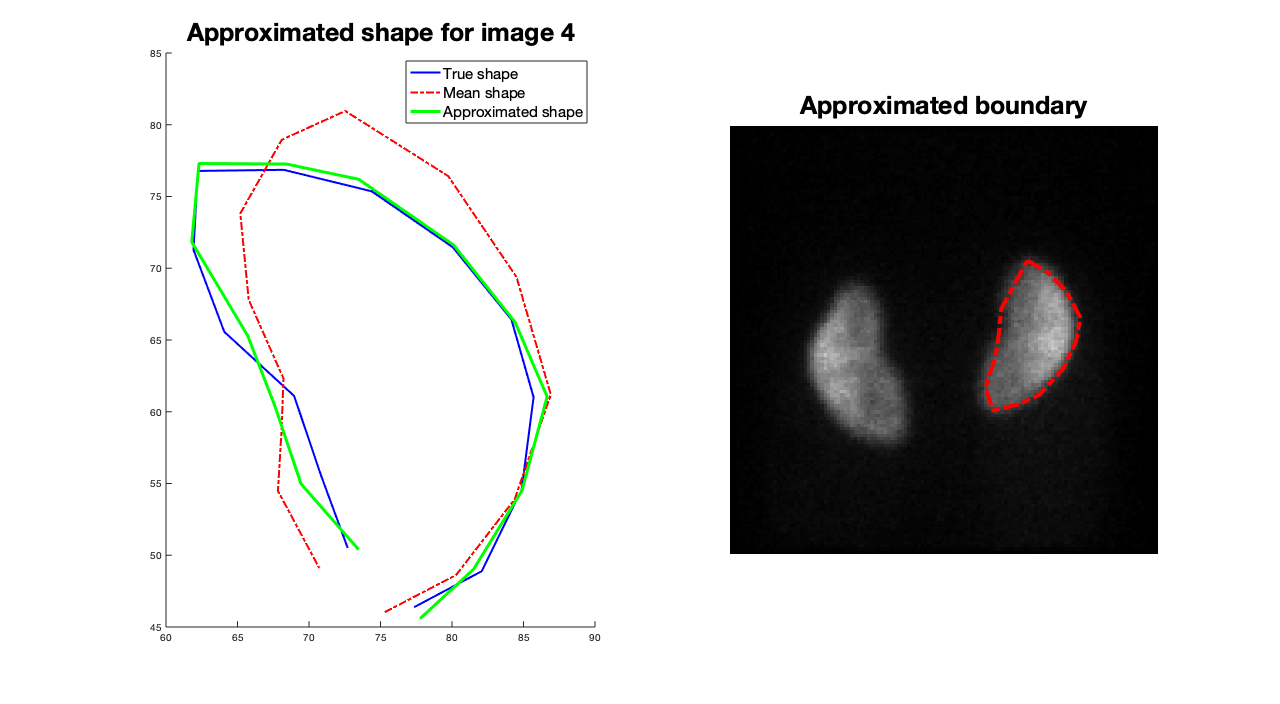 Approximated shape for image 4
85
80
75
70
65
60
55
50
45
60 65 70 75 80 85 90
True shape
Mean shape
Approximated shape
Approximated boundary